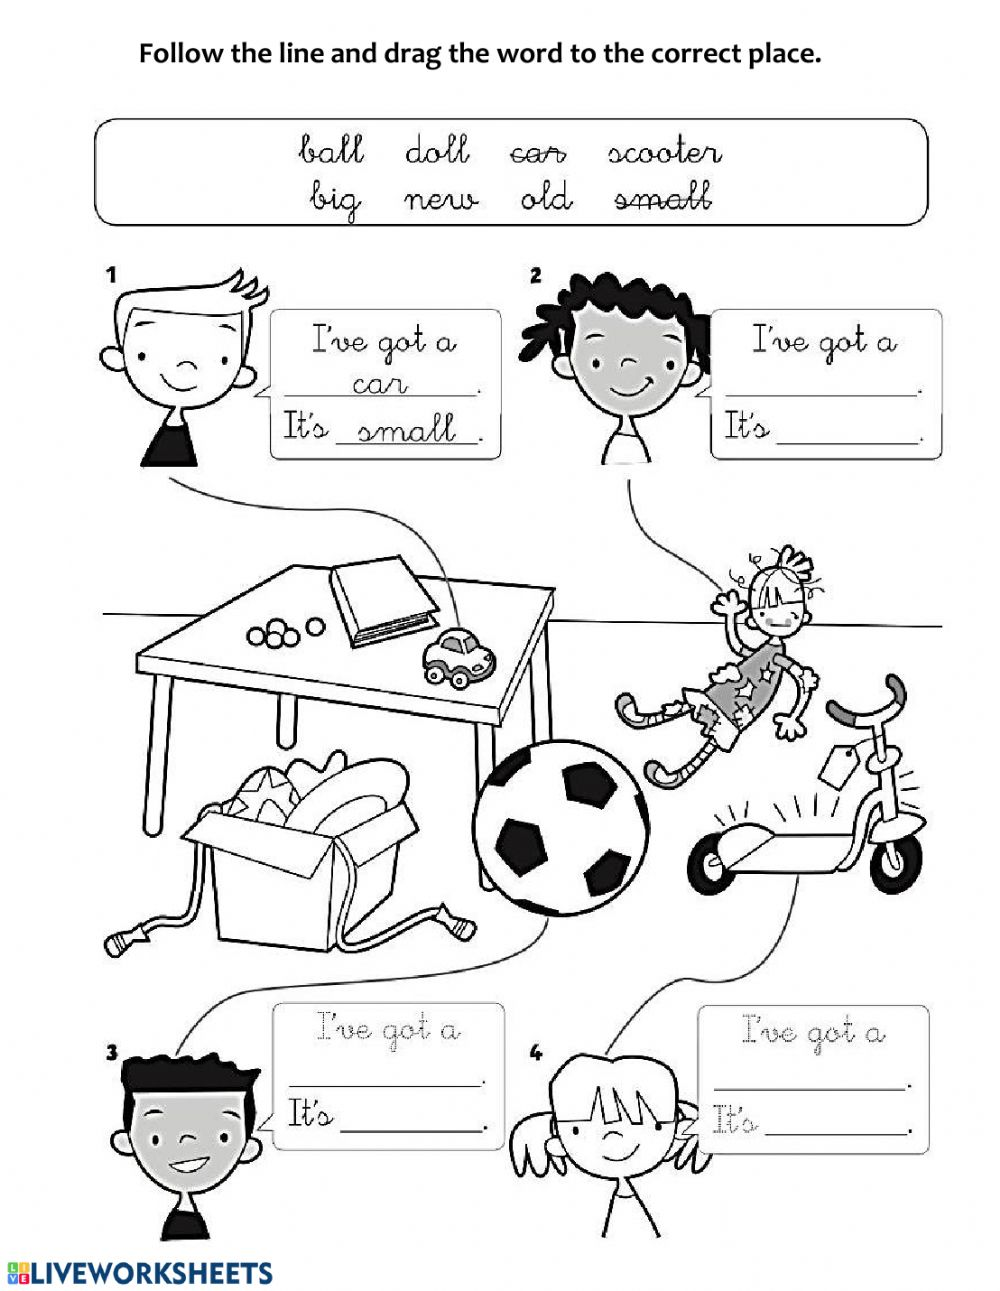 Follow the line and drag the word to the correct place.
ball doll car scooter
big new old small
1
I've got a
car.
It's small.
2
I've got a
.
It's .
3
I've got a
.
It's .
4
I've got a
.
It's .
LIVE LIVEWORKSHEETS